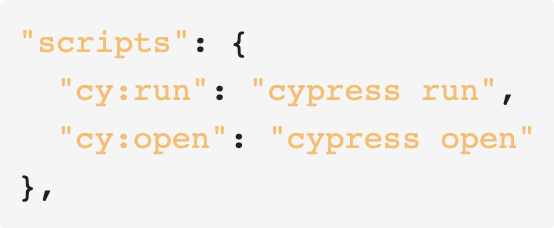 "scripts": {
  "cy:run": "cypress run",
  "cy:open": "cypress open"
},